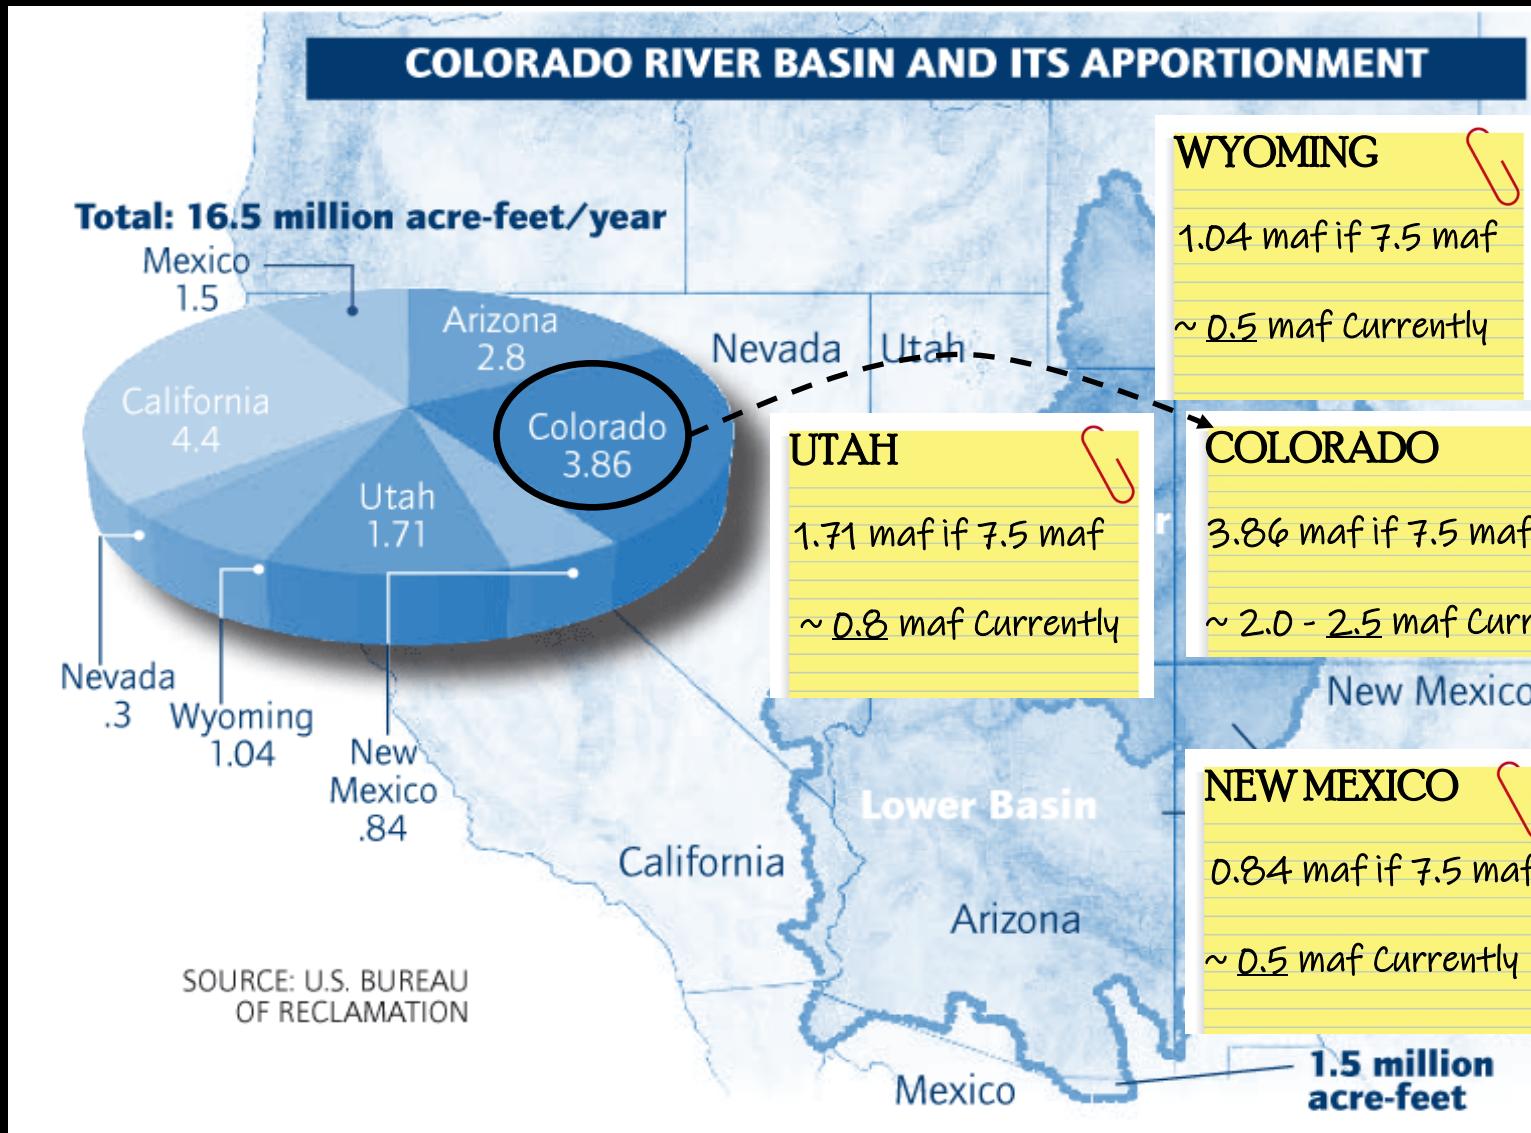 COLORADO RIVER BASIN AND ITS APPORTIONMENT
Total: 16.5 million acre-feet/year
Mexico
1.5
Arizona
2.8
California
4.4
Colorado
3.86
Utah
1.71
Nevada
.3
Wyoming
1.04
New
Mexico
.84
SOURCE: U.S. BUREAU
OF RECLAMATION
Nevada
Utah
WYOMING
1.04 maf if 7.5 maf
~ 0.5 maf Currently
UTAH
1.71 maf if 7.5 maf
~ 0.8 maf Currently
COLORADO
3.86 maf if 7.5 maf
~ 2.0 - 2.5 maf Curr
r
New Mexico
NEW MEXICO
0.84 maf if 7.5 maf
~ 0.5 maf Currently
Lower Basin
California
Arizona
Mexico
1.5 million
acre-feet